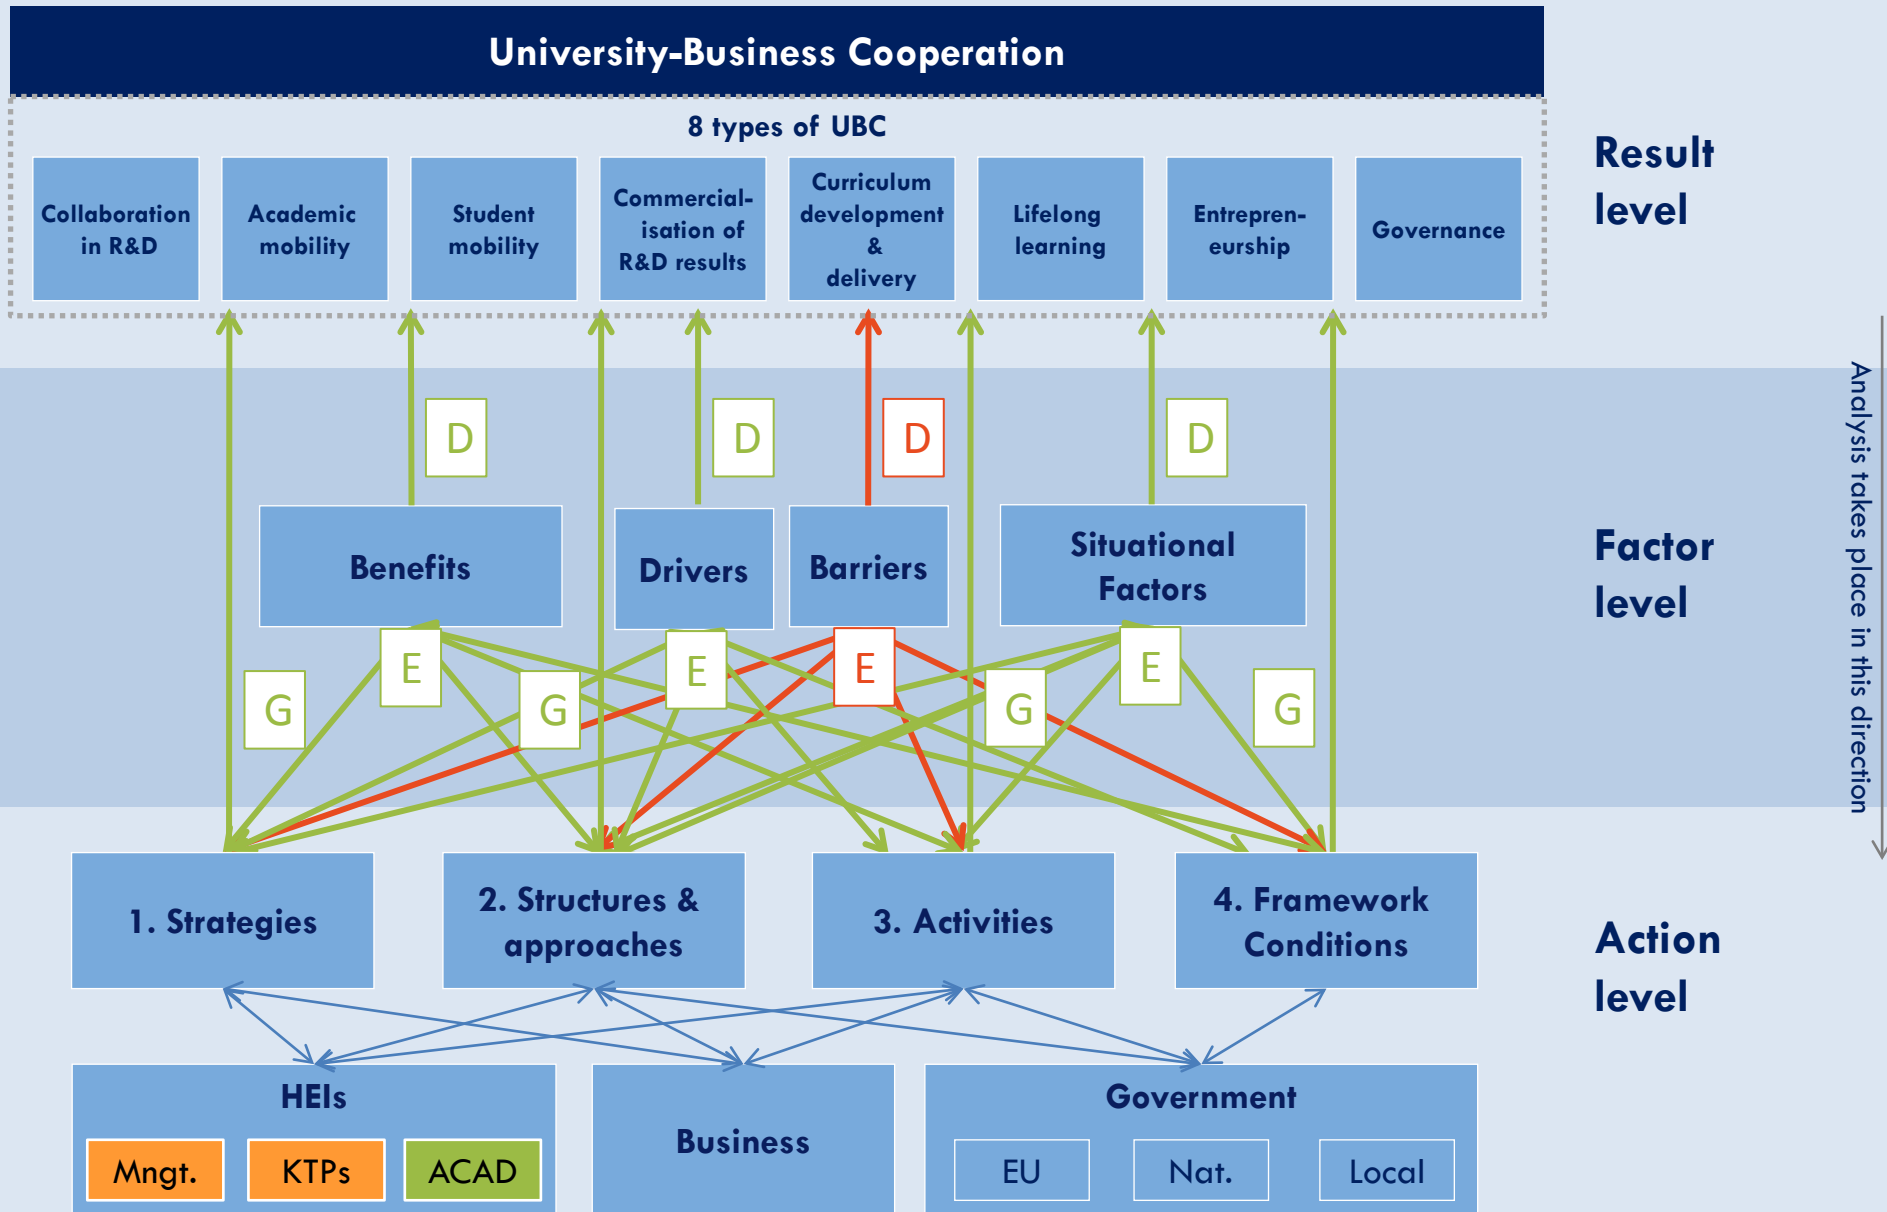 University-Business Cooperation
8 types of UBC
Collaboration
in R&D
Academic
mobility
Student
mobility
Commercial-
isation of
R&D results
Curriculum
development
&
delivery
Lifelong
learning
Entrepren-
eurship
Governance
Result
level
D
D
D
D
Benefits
Drivers
Barriers
Situational
Factors
Factor
level
Analysis takes place in this direction
G
E
G
E
E
G
E
G
1. Strategies
2. Structures &
approaches
3. Activities
4. Framework
Conditions
Action
level
HEIs
Mngt.
KTPs
ACAD
Business
Government
EU
Nat.
Local